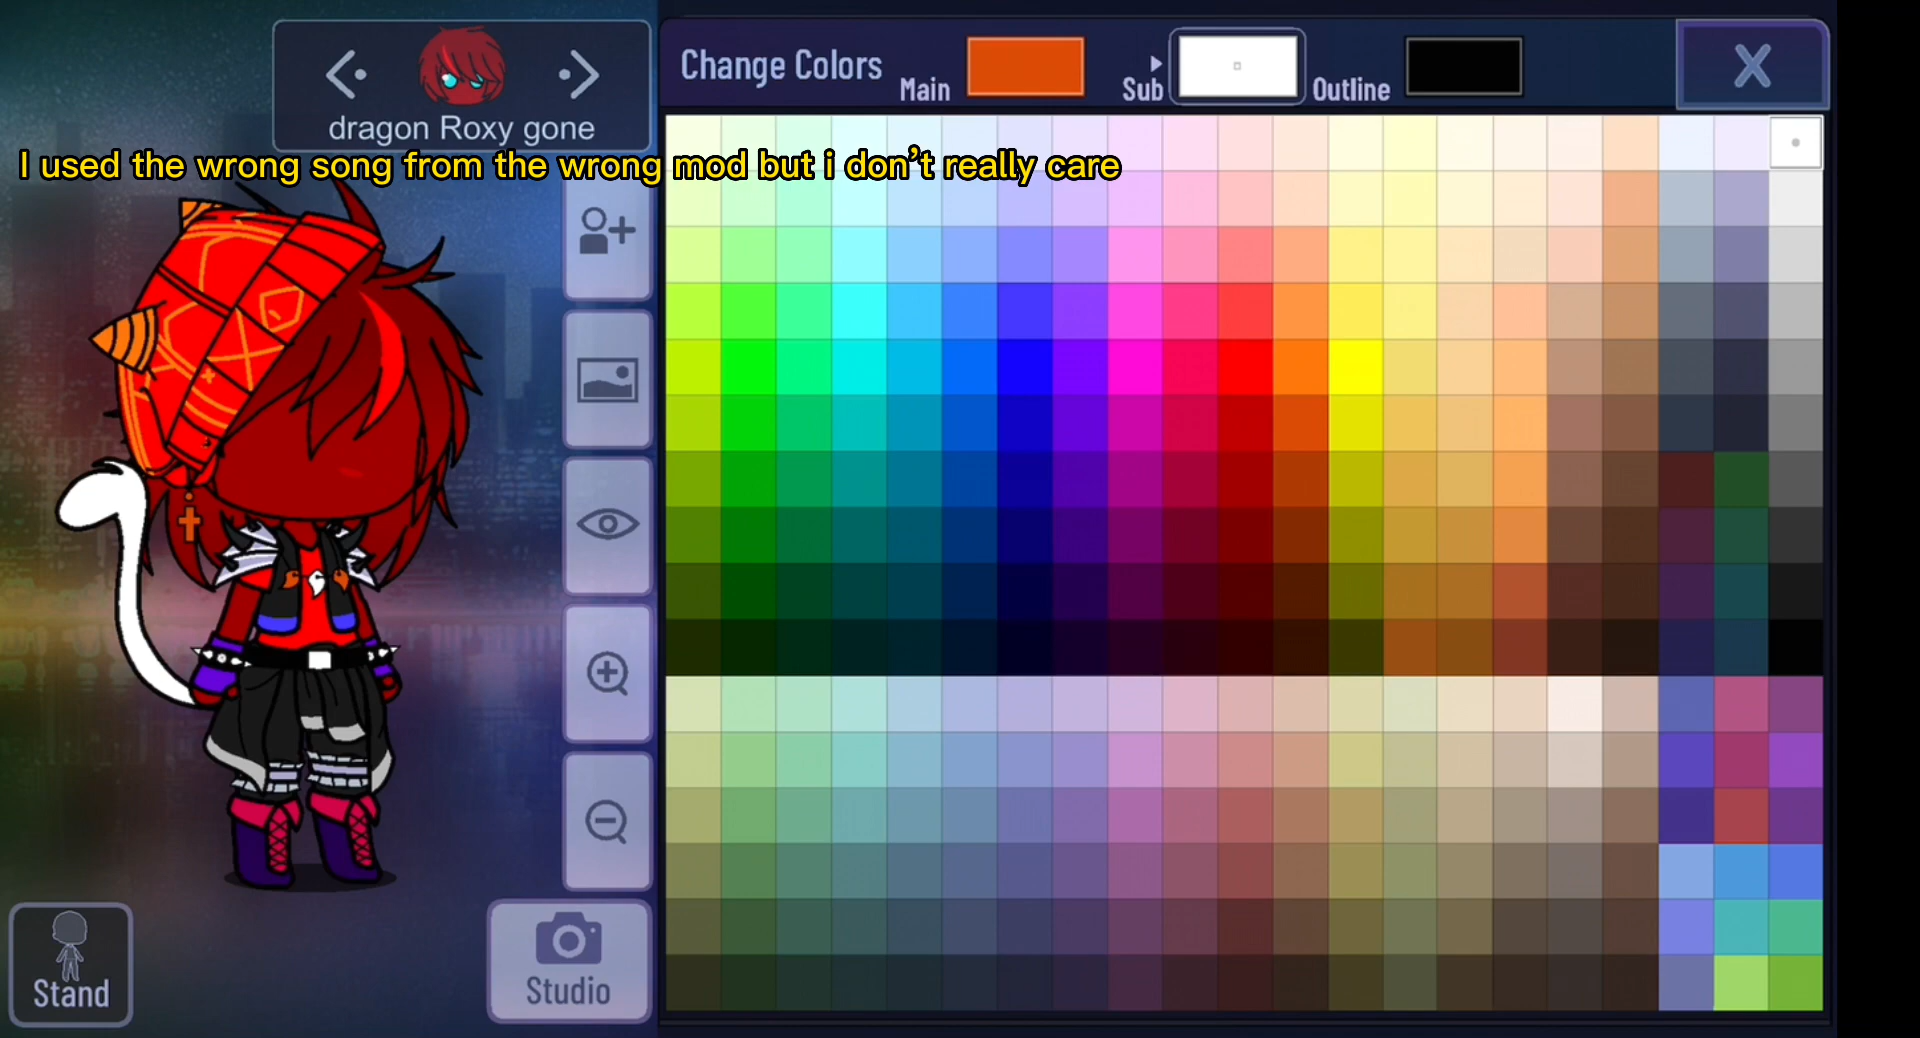 Change Colors
Main
Sub
Outline
X
dragon Roxy gone
I used the wrong song from the wrong mod but i don't really care
Stand
Studio